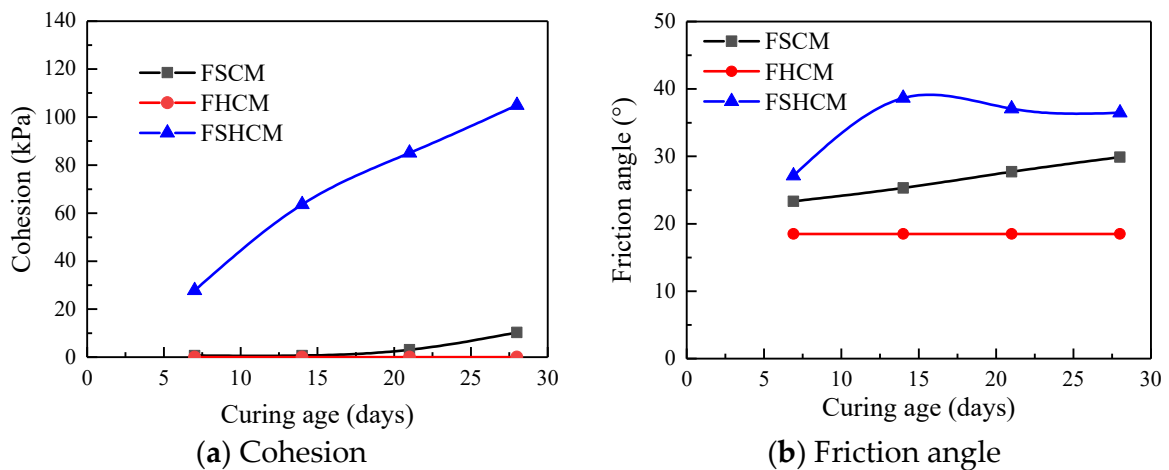 140
120
100
80
60
40
20
0
Cohesion (kPa)
FSCM
FHCM
FSHCM
0 5 10 15 20 25 30
Curing age (days)
(a) Cohesion
50
40
30
20
10
0
Friction angle (°)
FSCM
FHCM
FSHCM
0 5 10 15 20 25 30
Curing age (days)
(b) Friction angle